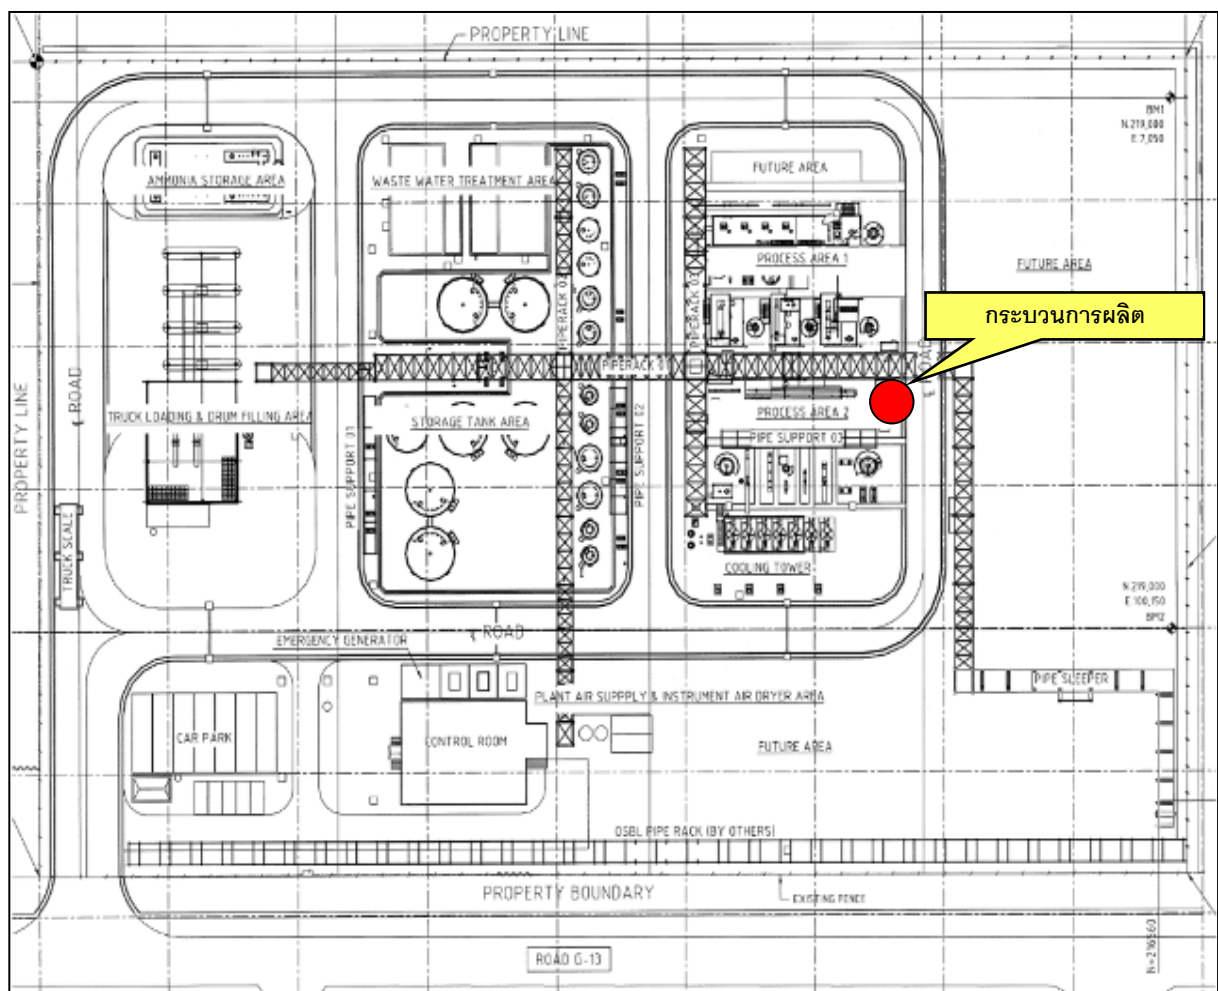 PROPERTY LINE
BM1
N.219,000
E.7,050
FUTURE AREA
AMMONIA STORAGE AREA
WASTE WATER TREATMENT AREA
PROCESS AREA 1
FUTURE AREA
PIPERACK 02
PIPERACK 03
กระบวนการผลิต
PIPERACK 01
ROAD
PROPERTY LINE
TRUCK LOADING & DRUM FILLING AREA
STORAGE TANK AREA
PROCESS AREA 2
PIPE SUPPORT 01
PIPE SUPPORT 02
PIPE SUPPORT 03
TRUCK SCALE
COOLING TOWER
N.219,000
E.100,150
BM2
ROAD
EMERGENCY GENERATOR
PIPE SLEEPER
PLANT AIR SUPPPLY & INSTRUMENT AIR DRYER AREA
CAR PARK
CONTROL ROOM
FUTURE AREA
OSBL PIPE RACK (BY OTHERS)
PROPERTY BOUNDARY
EXISTING FENCE
ROAD G-13